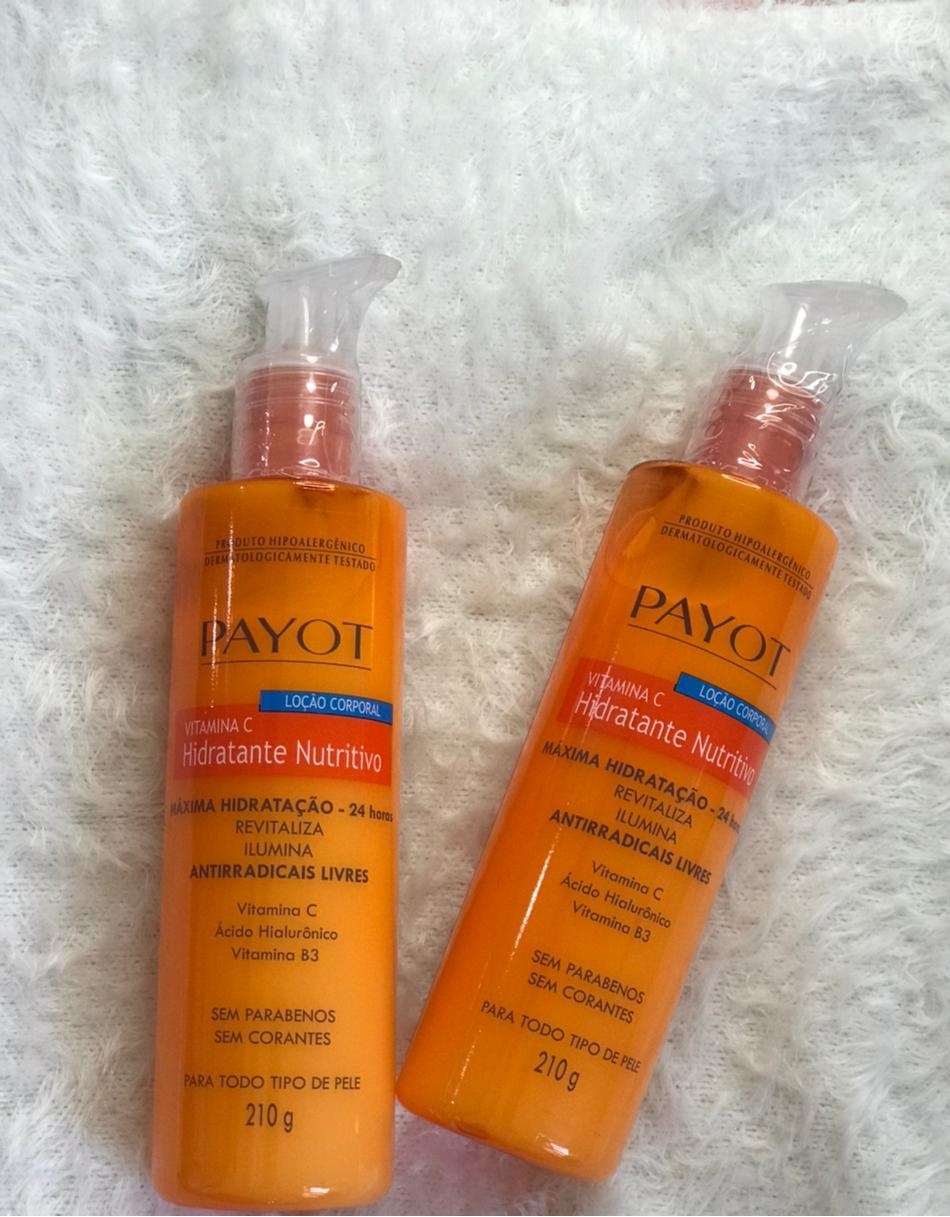 PRODUTO HIPOALERGÊNICO
DERMATOLOGICAMENTE TESTADO
PAYOT
LOÇÃO CORPORAL
VITAMINA C
Hidratante Nutritivo
MÁXIMA HIDRATAÇÃO - 24 horas
REVITALIZA
ILUMINA
ANTIRRADICAIS LIVRES
Vitamina C
Ácido Hialurônico
Vitamina B3
SEM PARABENOS
SEM CORANTES
PARA TODO TIPO DE PELE
210 g
PRODUTO HIPOALERGÊNICO
DERMATOLOGICAMENTE TESTADO
PAYOT
LOÇÃO CORPORAL
VITAMINA C
Hidratante Nutritivo
MÁXIMA HIDRATAÇÃO - 24 horas
REVITALIZA
ILUMINA
ANTIRRADICAIS LIVRES
Vitamina C
Ácido Hialurônico
Vitamina B3
SEM PARABENOS
SEM CORANTES
PARA TODO TIPO DE PELE
210 g